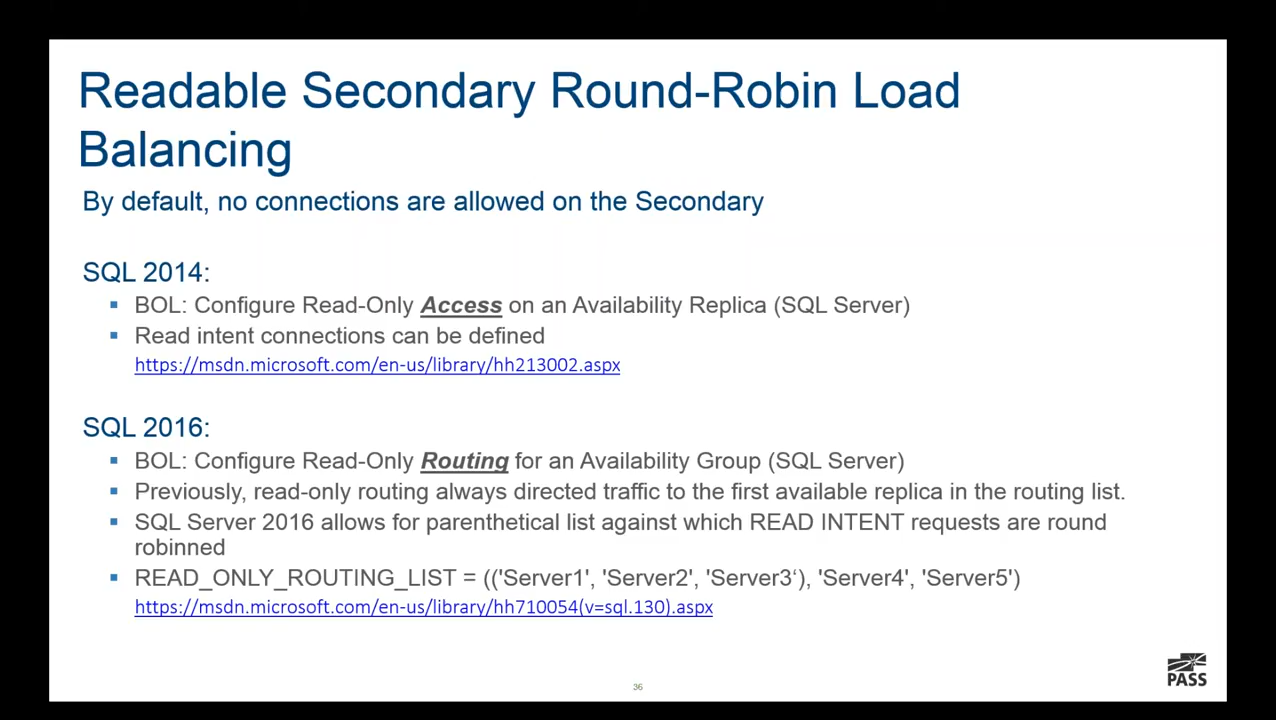 Readable Secondary Round-Robin Load
Balancing
By default, no connections are allowed on the Secondary
SQL 2014:
▪ BOL: Configure Read-Only Access on an Availability Replica (SQL Server)
▪ Read intent connections can be defined
https://msdn.microsoft.com/en-us/library/hh213002.aspx
SQL 2016:
▪ BOL: Configure Read-Only Routing for an Availability Group (SQL Server)
▪ Previously, read-only routing always directed traffic to the first available replica in the routing list.
▪ SQL Server 2016 allows for parenthetical list against which READ INTENT requests are round
robinned
▪ READ_ONLY_ROUTING_LIST = (('Server1', 'Server2', 'Server3‘), 'Server4', 'Server5')
https://msdn.microsoft.com/en-us/library/hh710054(v=sql.130).aspx
PASS
36